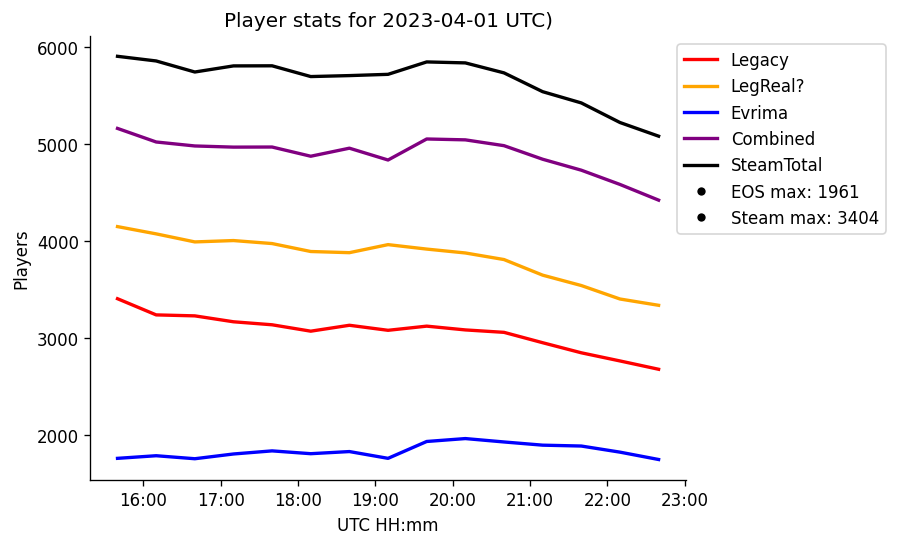 Player stats for 2023-04-01 UTC)
6000
5000
4000
3000
2000
Players
16:00 17:00 18:00 19:00 20:00 21:00 22:00 23:00
UTC HH:mm
Legacy
LegReal?
Evrima
Combined
SteamTotal
EOS max: 1961
Steam max: 3404